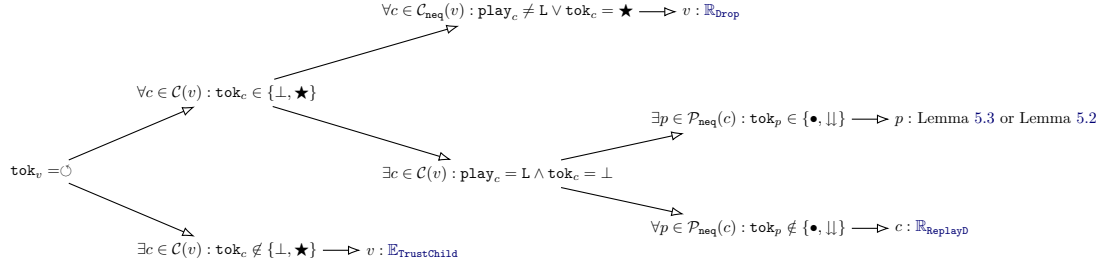 ∀c ∈ 𝒞_neq(v) : play_c ≠ L ∨ tok_c = ★ → v : ℝ_Drop
∀c ∈ 𝒞(v) : tok_c ∈ {⊥, ★}
∃p ∈ 𝒫_neq(c) : tok_p ∈ {•, ⇊} → p : Lemma 5.3 or Lemma 5.2
tok_v = ↺
∃c ∈ 𝒞(v) : play_c = L ∧ tok_c = ⊥
∀p ∈ 𝒫_neq(c) : tok_p ∉ {•, ⇊} → c : ℝ_ReplayD
∃c ∈ 𝒞(v) : tok_c ∉ {⊥, ★} → v : 𝔼_TrustChild